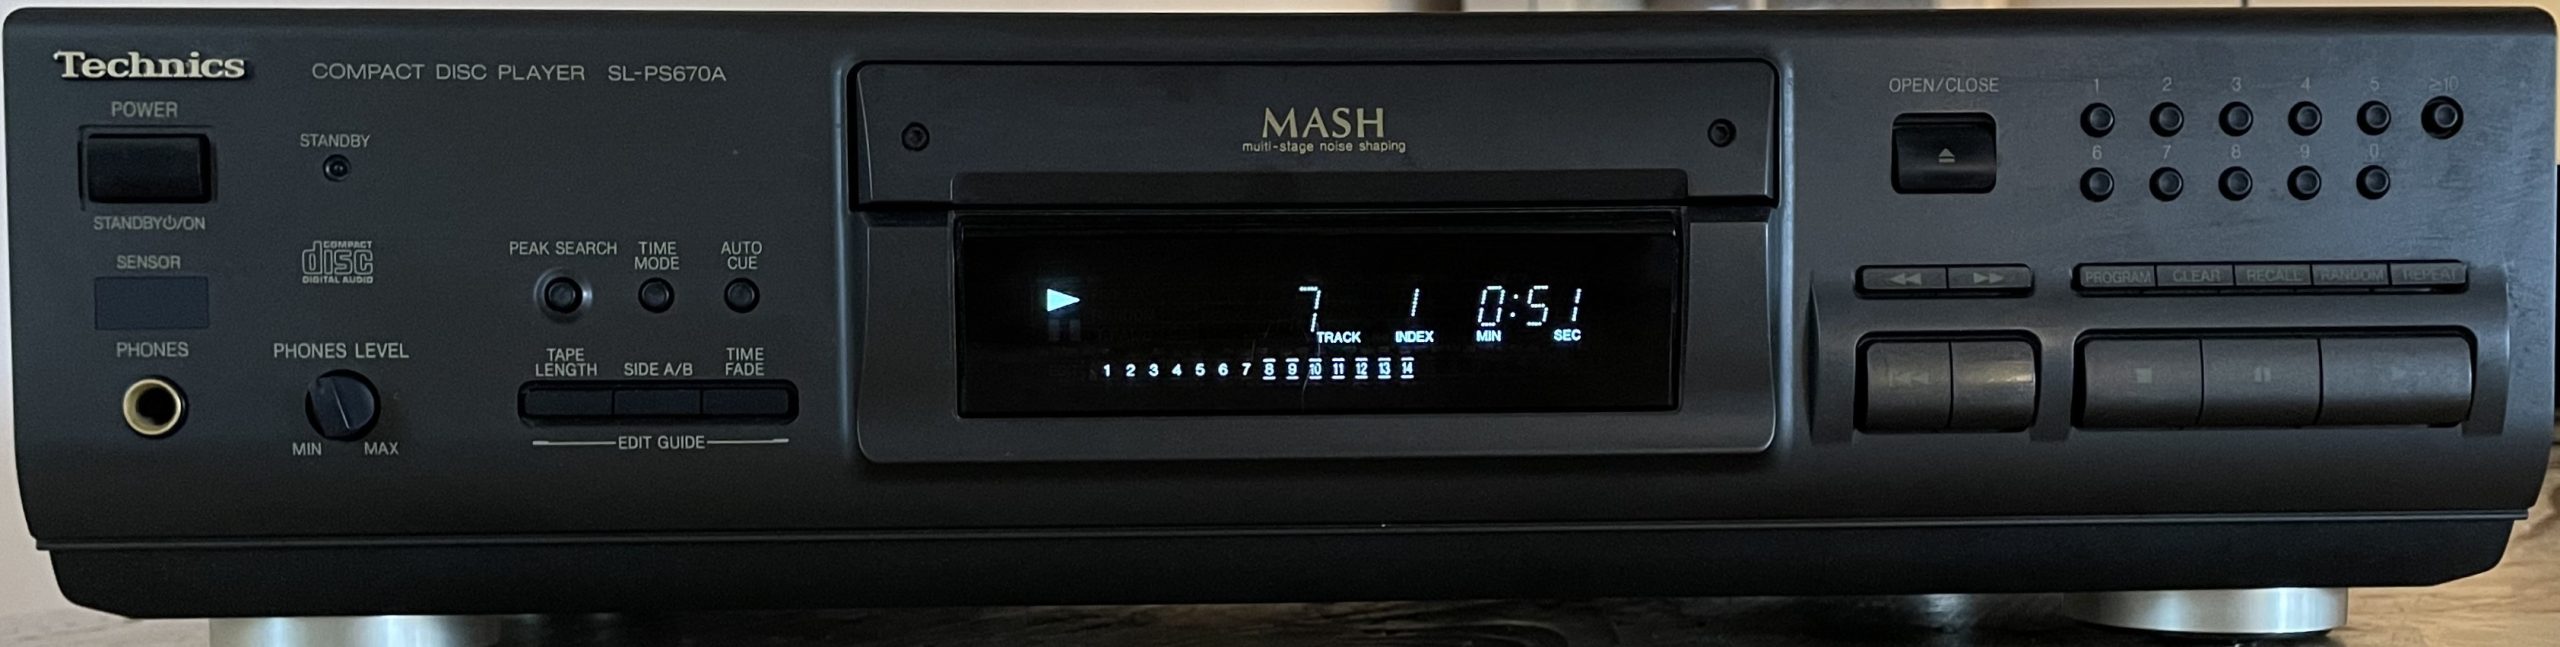 Technics
COMPACT DISC PLAYER SL-PS670A
POWER
STANDBY⏻/ON
STANDBY
SENSOR
COMPACT
disc
DIGITAL AUDIO
PHONES
PHONES LEVEL
MIN MAX
PEAK SEARCH
TIME
MODE
AUTO
CUE
TAPE
LENGTH
SIDE A/B
TIME
FADE
EDIT GUIDE
MASH
multi-stage noise shaping
7 1 0:51
TRACK INDEX MIN SEC
1 2 3 4 5 6 7 8 9 10 11 12 13 14
OPEN/CLOSE
1 2 3 4 5 ≥10
6 7 8 9 0
PROGRAM CLEAR RECALL RANDOM REPEAT